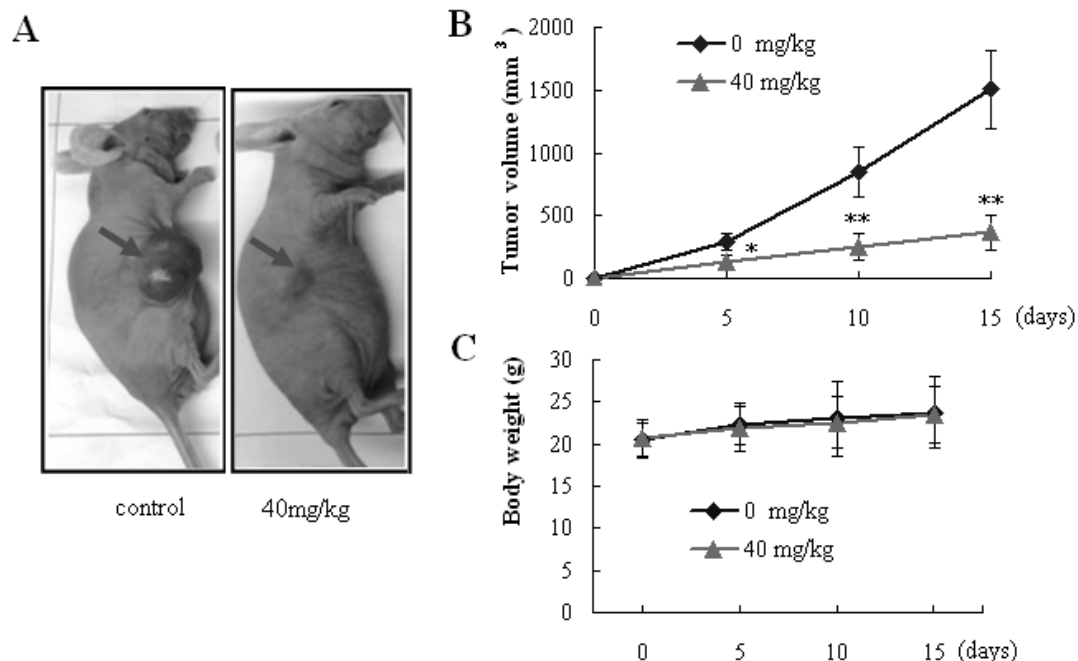 A
control
40mg/kg
B
Tumor volume (mm ³)
2000
1500
1000
500
0
0 mg/kg
40 mg/kg
*
**
**
0 5 10 15 (days)
C
Body weight (g)
30
25
20
15
10
5
0
0 mg/kg
40 mg/kg
0 5 10 15 (days)